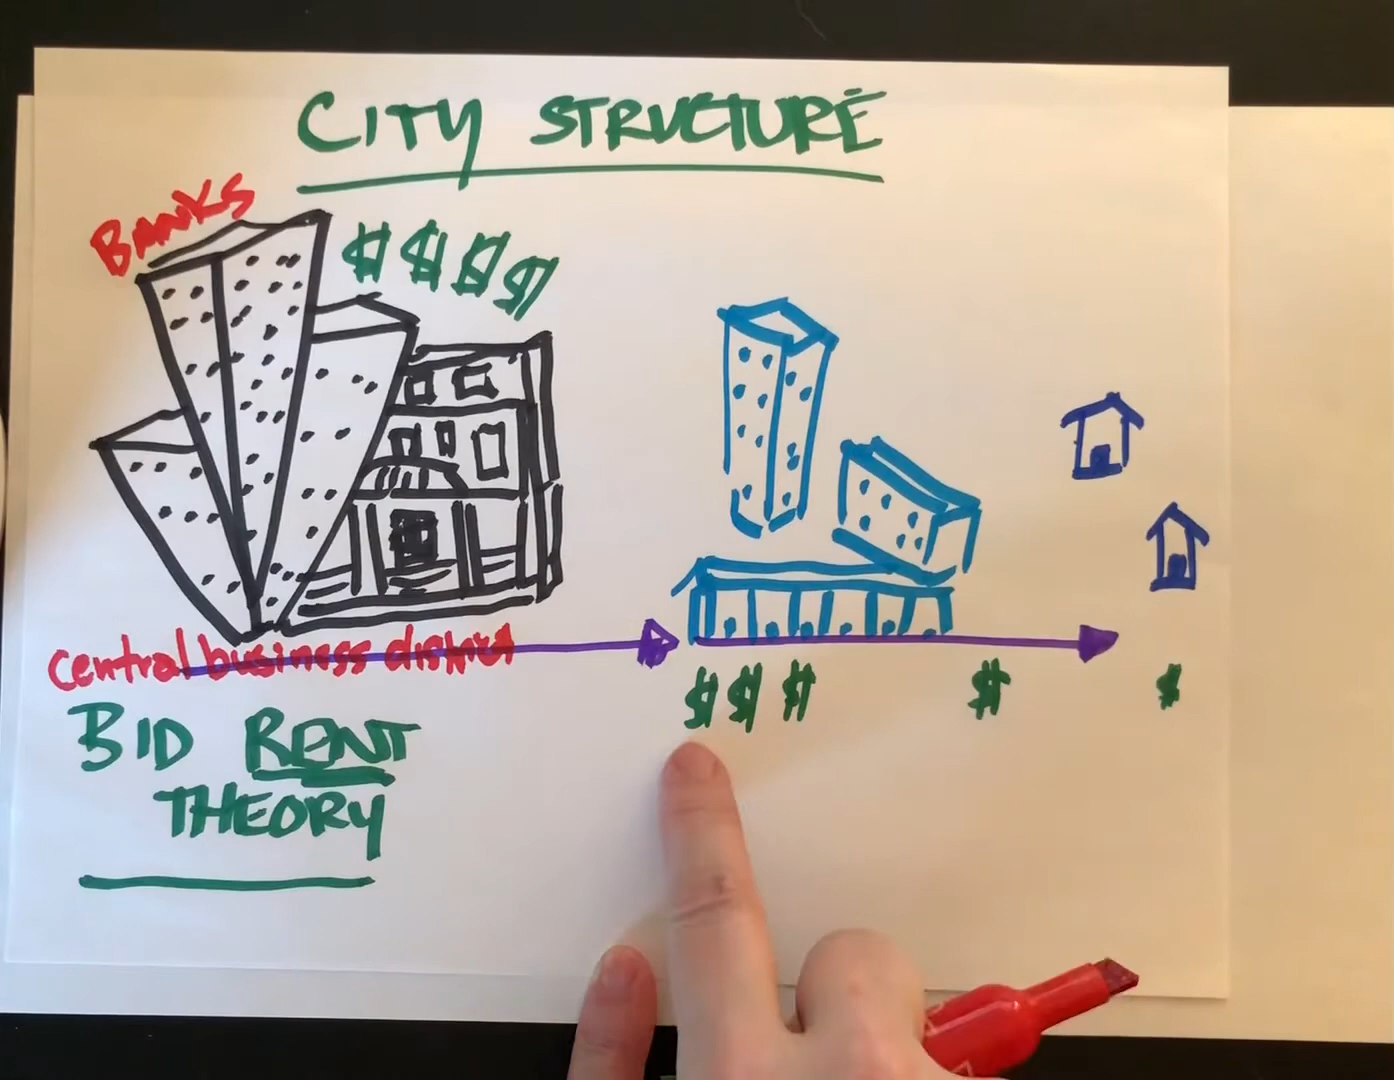 CITY STRUCTURE
BANKS
$ $ $ $
central business district
$ $ $ $ $
BID RENT
THEORY